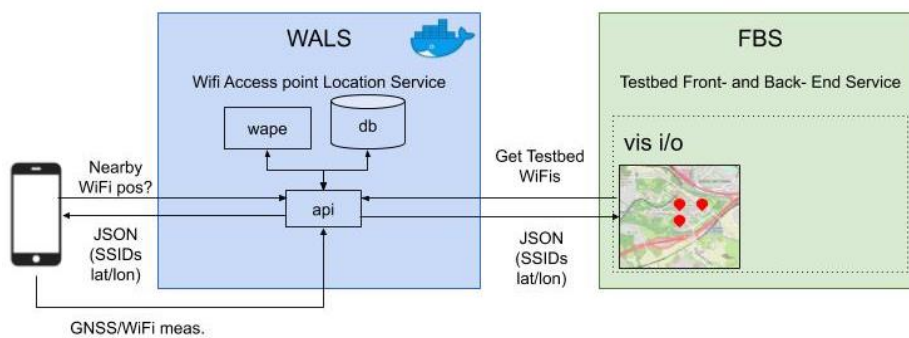 WALS
Wifi Access point Location Service
wape
db
api
Nearby
WiFi pos?
JSON
(SSIDs
lat/lon)
GNSS/WiFi meas.
Get Testbed
WiFis
JSON
(SSIDs
lat/lon)
FBS
Testbed Front- and Back- End Service
vis i/o